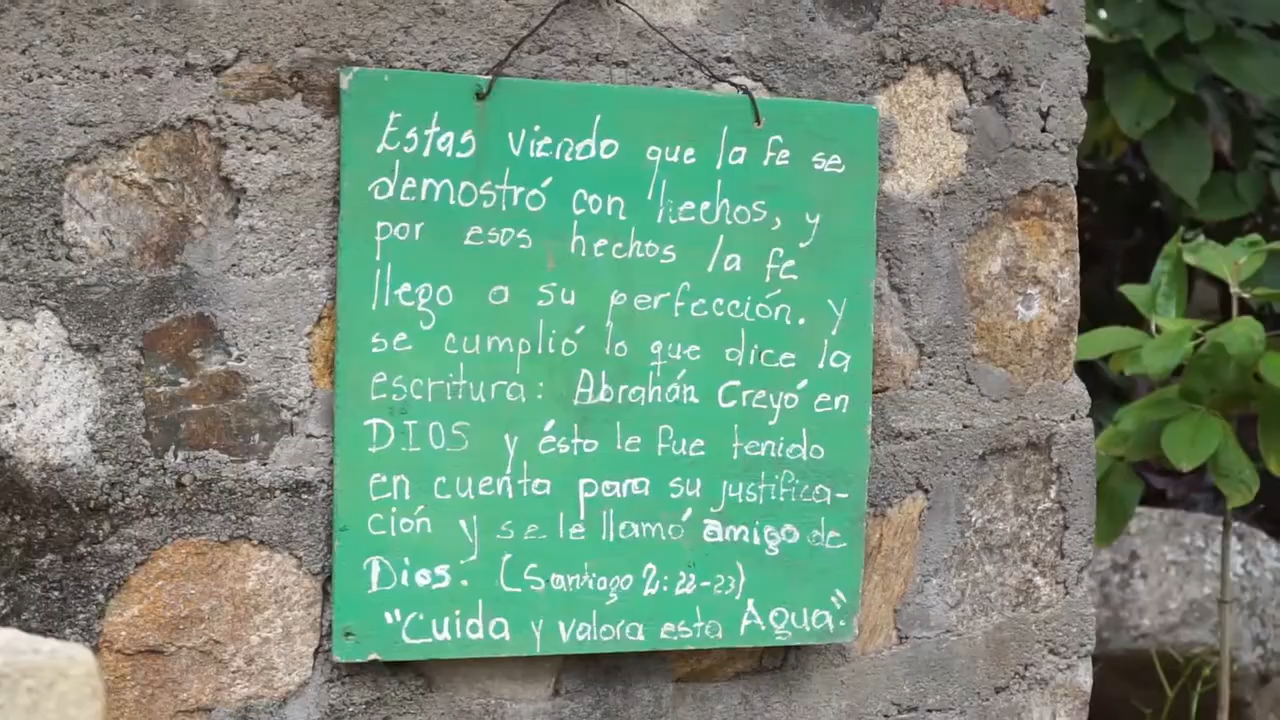 Estas viendo que la fe se
demostró con hechos, y
por esos hechos la fe
llego a su perfección. Y
se cumplió lo que dice la
escritura: Abrahán Creyó en
DIOS y ésto le fue tenido
en cuenta para su justifica-
ción y se le llamó amigo de
Dios. (Santiago 2:22-23)
"Cuida y valora esta Agua."